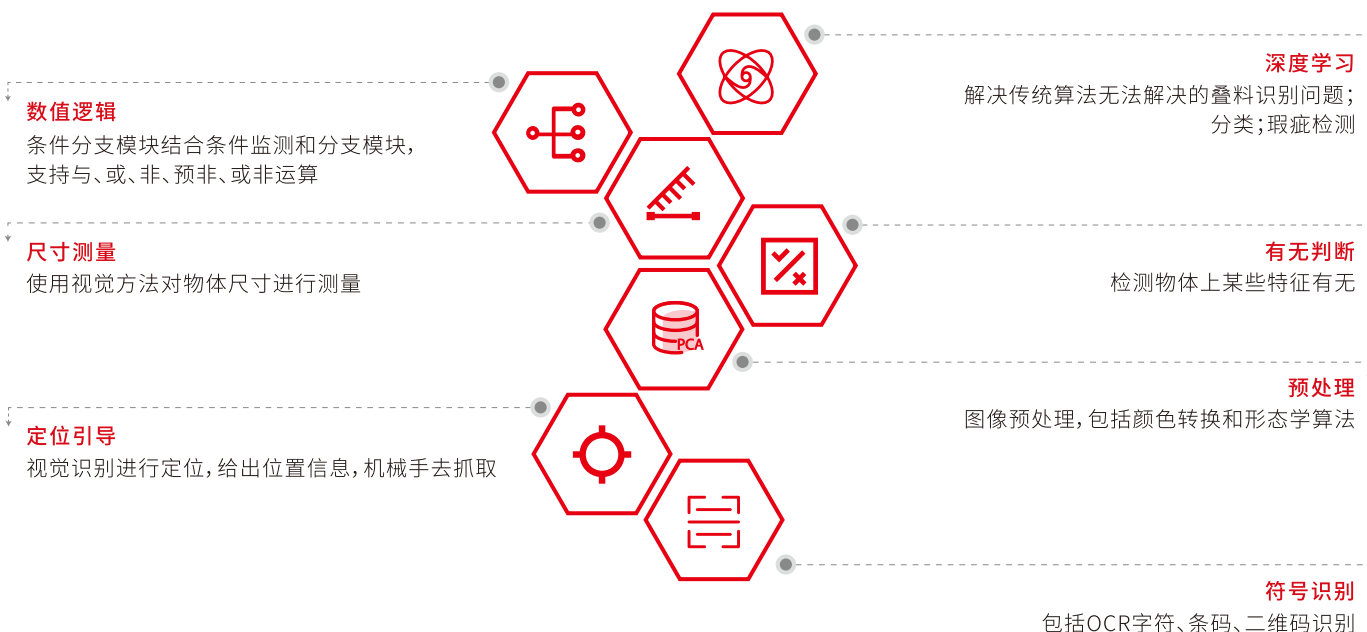 深度学习
解决传统算法无法解决的叠料识别问题；
分类；瑕疵检测
数值逻辑
条件分支模块结合条件监测和分支模块，
支持与、或、非、预非、或非运算
尺寸测量
使用视觉方法对物体尺寸进行测量
有无判断
检测物体上某些特征有无
PCA
预处理
图像预处理，包括颜色转换和形态学算法
定位引导
视觉识别进行定位，给出位置信息，机械手去抓取
符号识别
包括OCR字符、条码、二维码识别